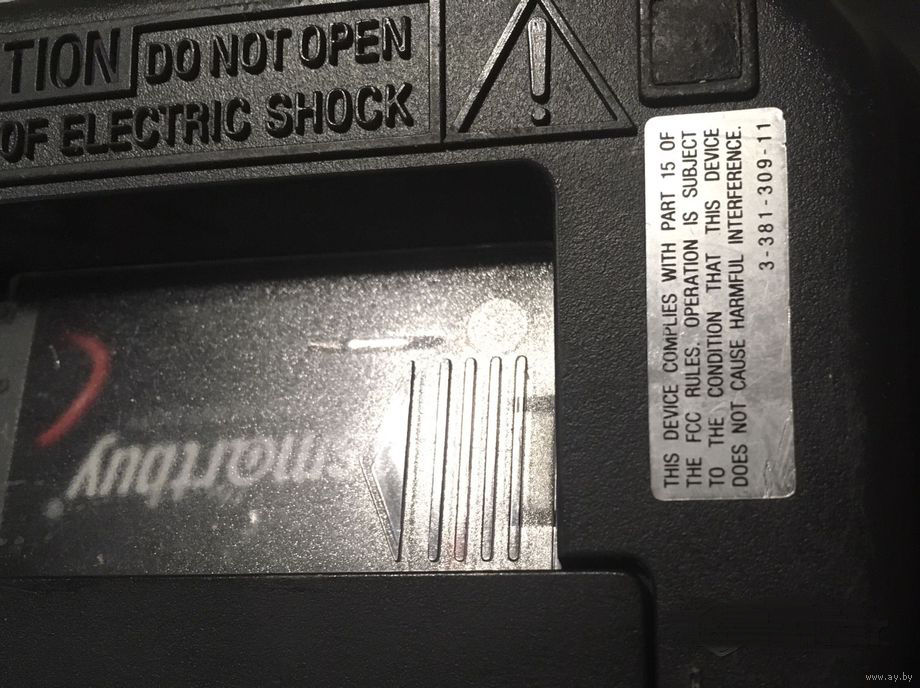 TION DO NOT OPEN
OF ELECTRIC SHOCK
THIS DEVICE COMPLIES WITH PART 15 OF
THE FCC RULES. OPERATION IS SUBJECT
TO THE CONDITION THAT THIS DEVICE
DOES NOT CAUSE HARMFUL INTERFERENCE.
3-381-309-11
smartbuy
www.ay.by